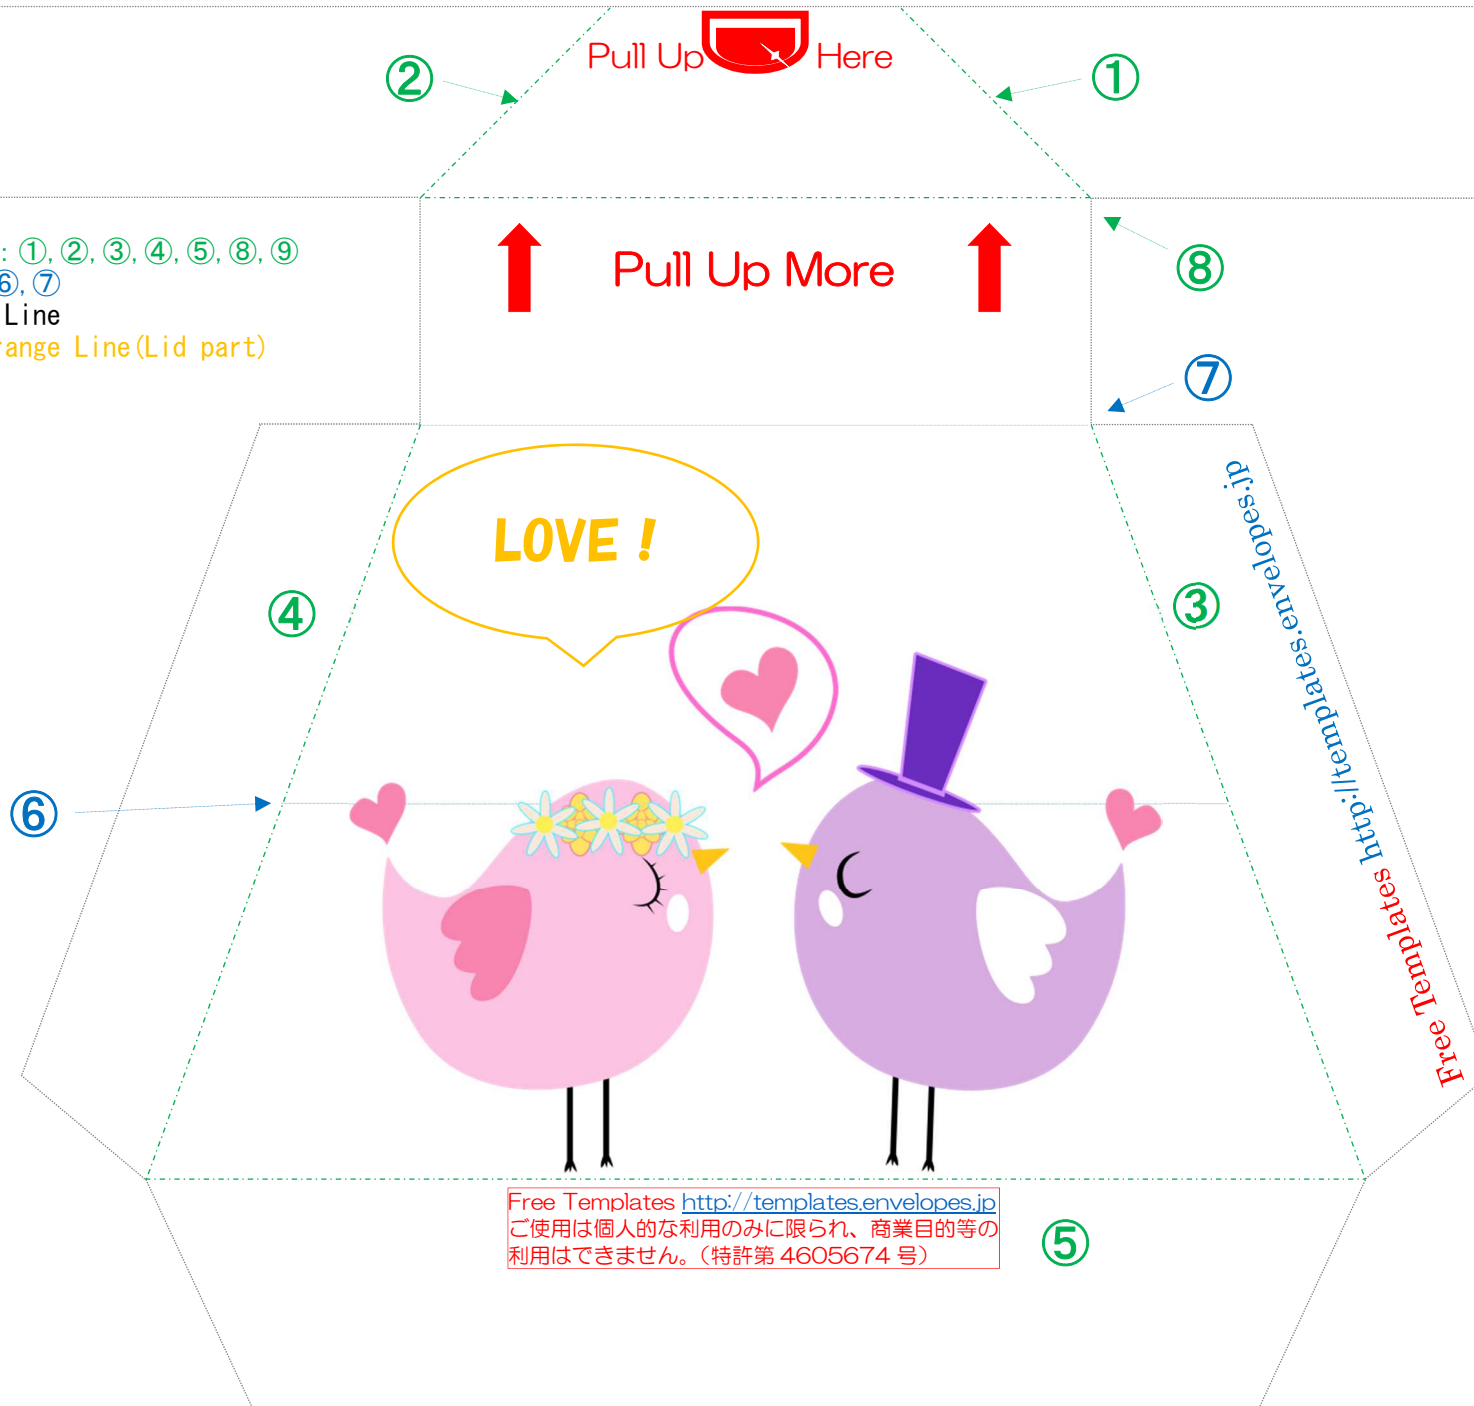 Pull Up Here
②
①
: ①, ②, ③, ④, ⑤, ⑧, ⑨
⑥, ⑦
Line
Line(Lid part)
Pull Up More
⑧
⑦
LOVE！
④
③
⑥
Free Templates http://templates.envelopes.jp
Free Templates http://templates.envelopes.jp
ご使用は個人的な利用のみに限られ、商業目的等の
利用はできません。（特許第 4605674 号）
⑤